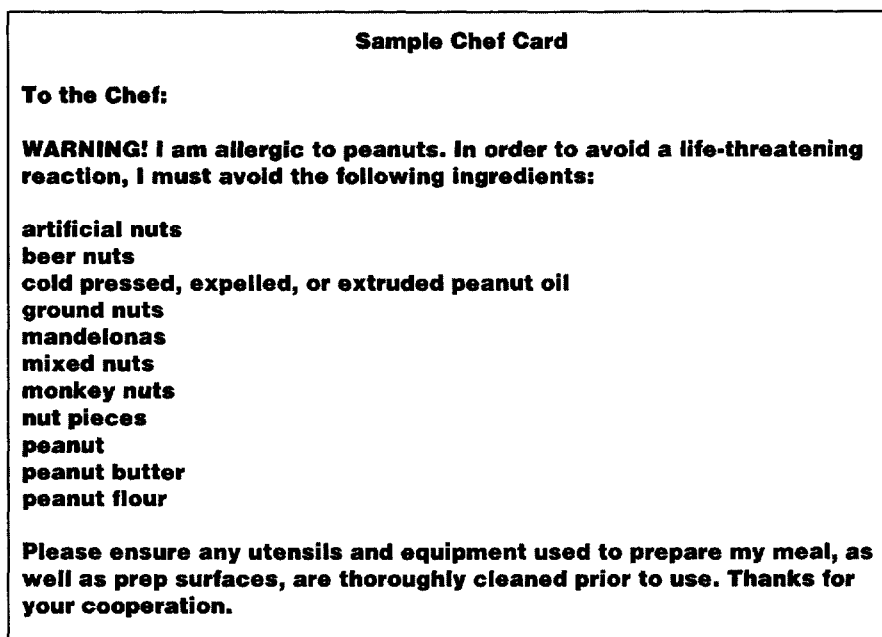 Sample Chef Card
To the Chef:
WARNING! I am allergic to peanuts. In order to avoid a life-threatening
reaction, I must avoid the following ingredients:
artificial nuts
beer nuts
cold pressed, expelled, or extruded peanut oil
ground nuts
mandelonas
mixed nuts
monkey nuts
nut pieces
peanut
peanut butter
peanut flour
Please ensure any utensils and equipment used to prepare my meal, as
well as prep surfaces, are thoroughly cleaned prior to use. Thanks for
your cooperation.